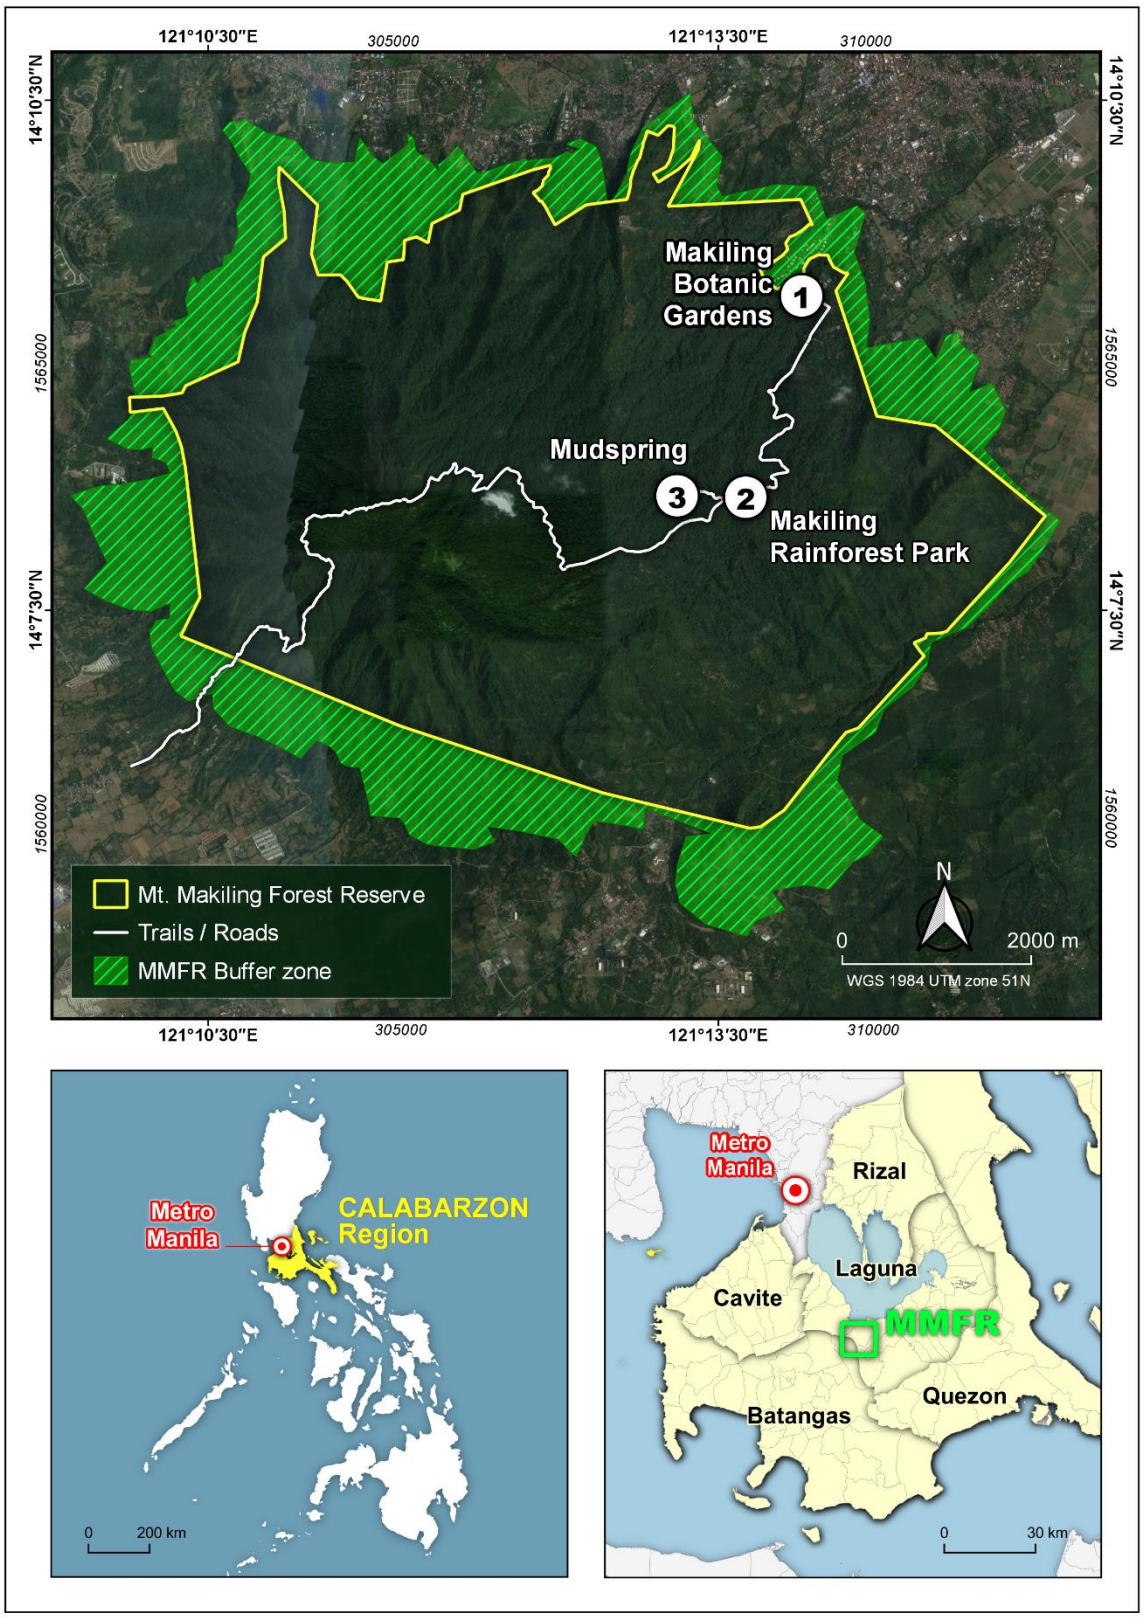 121°10'30"E
305000
121°13'30"E
310000
14°10'30"N
14°10'30"N
Makiling
Botanic
Gardens
1
1565000
1565000
Mudspring
3
2
Makiling
Rainforest Park
14°7'30"N
14°7'30"N
1560000
1560000
Mt. Makiling Forest Reserve
Trails / Roads
MMFR Buffer zone
N
0 2000 m
WGS 1984 UTM zone 51N
121°10'30"E
305000
121°13'30"E
310000
Metro
Manila
CALABARZON
Region
0 200 km
Metro
Manila
Rizal
Laguna
Cavite
MMFR
Quezon
Batangas
0 30 km